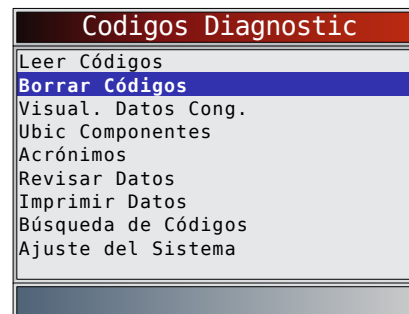 Codigos Diagnostic
Leer Códigos
Borrar Códigos
Visual. Datos Cong.
Ubic Componentes
Acrónimos
Revisar Datos
Imprimir Datos
Búsqueda de Códigos
Ajuste del Sistema